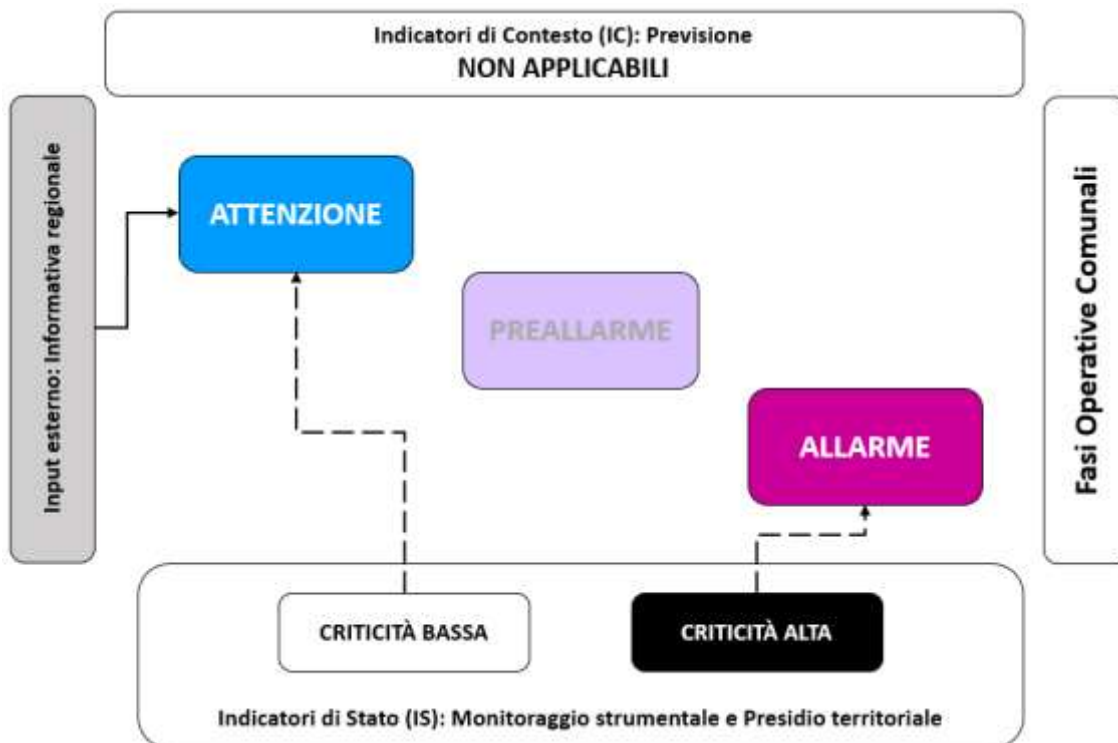 Indicatori di Contesto (IC): Previsione
NON APPLICABILI
Input esterno: Informativa regionale
ATTENZIONE
PREALLARME
ALLARME
Fasi Operative Comunali
CRITICITÀ BASSA
CRITICITÀ ALTA
Indicatori di Stato (IS): Monitoraggio strumentale e Presidio territoriale